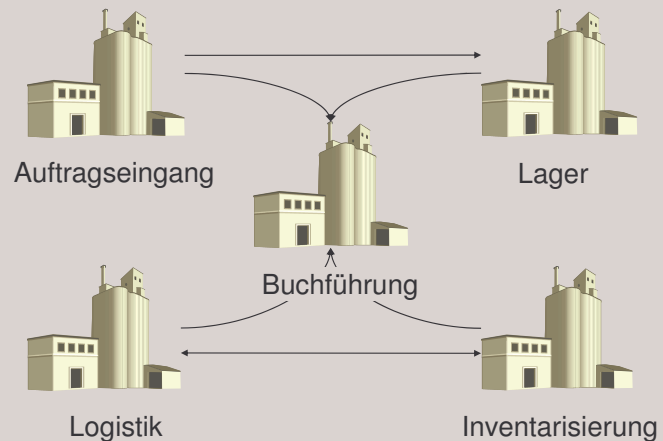 Auftragseingang
Lager
Buchführung
Logistik
Inventarisierung